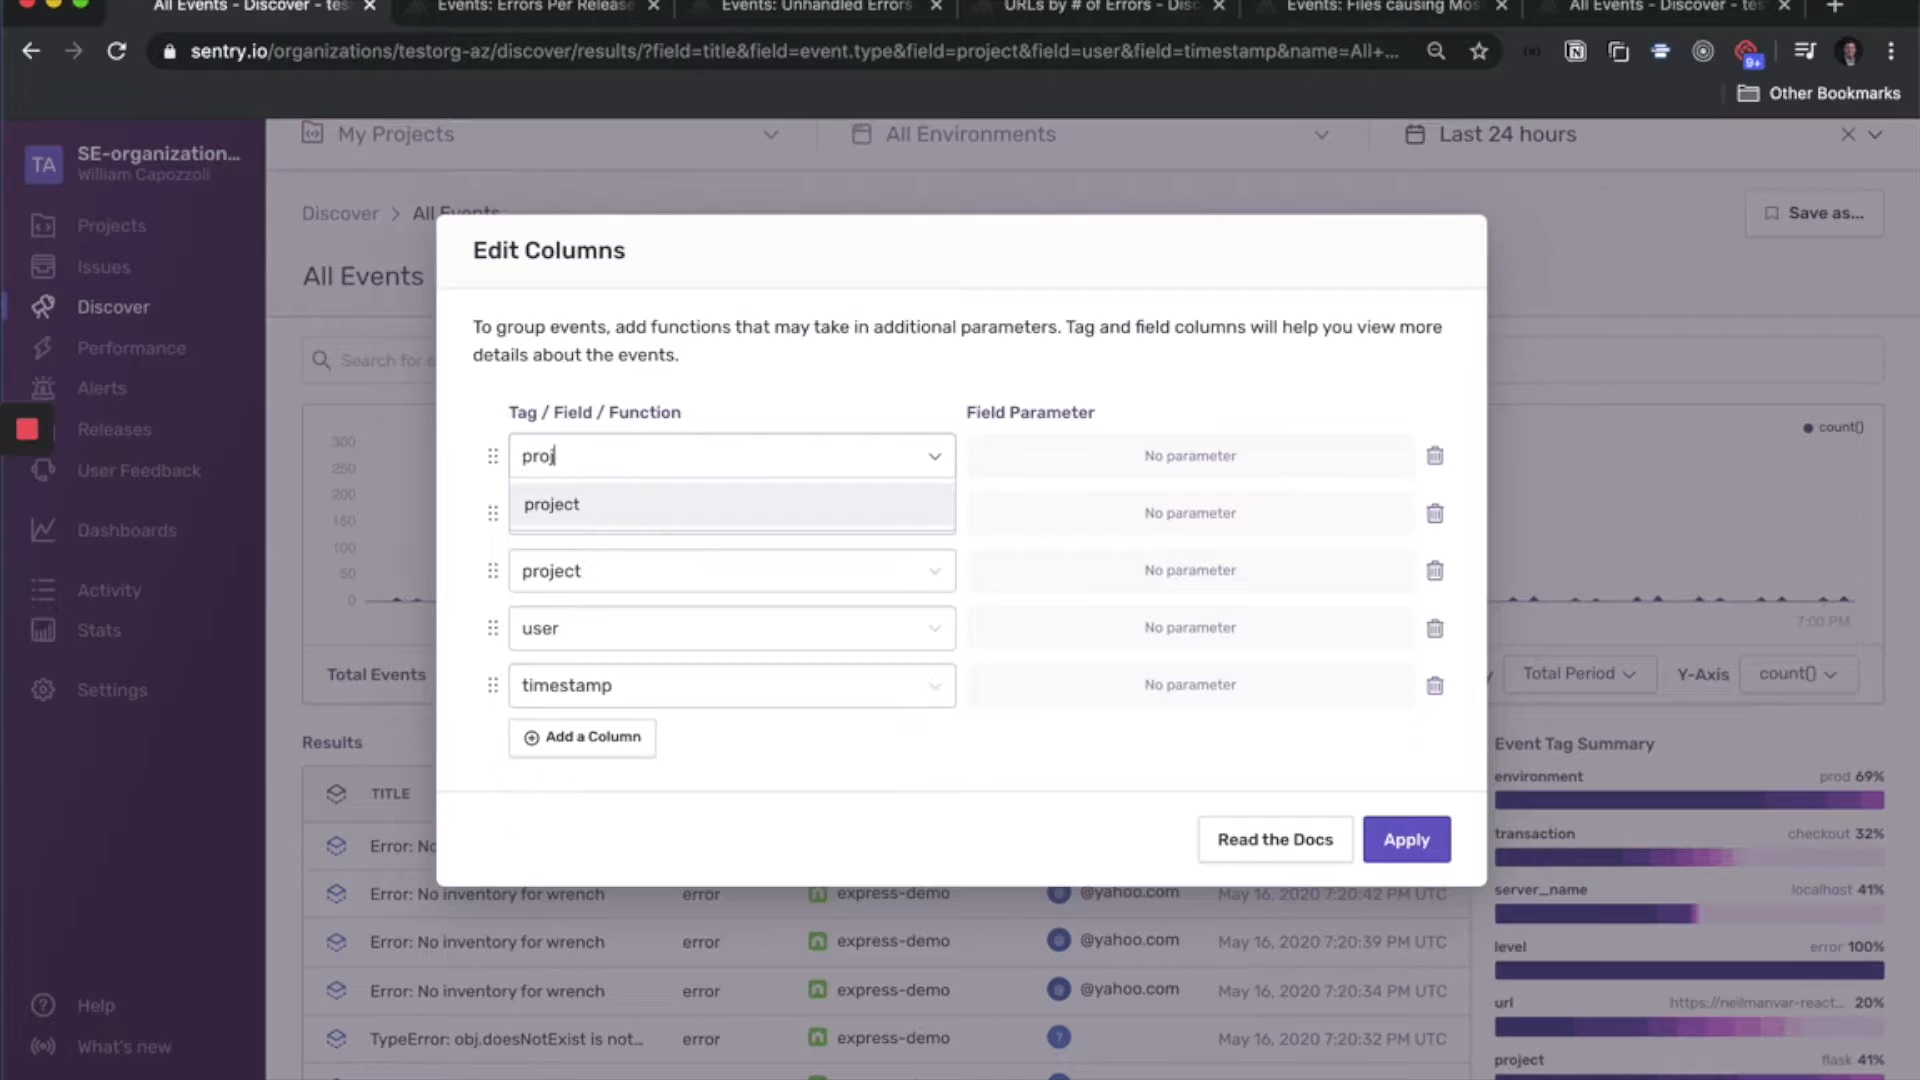 All Events - Discover - tes
Events: Errors Per Release
Events: Unhandled Errors
URLs by # of Errors - Disc
Events: Files causing Mos
All Events - Discover - tes
sentry.io/organizations/testorg-az/discover/results/?field=title&field=event.type&field=project&field=user&field=timestamp&name=All+...
9+
Other Bookmarks
TA
SE-organization...
William Capozzoli
Projects
Issues
Discover
Performance
Alerts
Releases
User Feedback
Dashboards
Activity
Stats
Settings
Help
What's new
My Projects
All Environments
Last 24 hours
Discover > All Events
Save as...
All Events
Search for
300
250
200
150
100
50
0
count()
7:00 PM
Total Events
Total Period
Y-Axis
count()
Edit Columns
To group events, add functions that may take in additional parameters. Tag and field columns will help you view more
details about the events.
Tag / Field / Function
Field Parameter
proj
No parameter
project
No parameter
project
No parameter
user
No parameter
timestamp
No parameter
Add a Column
Read the Docs
Apply
Results
TITLE
Error: No
Error: No inventory for wrench error express-demo @yahoo.com May 16, 2020 7:20:42 PM UTC
Error: No inventory for wrench error express-demo @yahoo.com May 16, 2020 7:20:39 PM UTC
Error: No inventory for wrench error express-demo @yahoo.com May 16, 2020 7:20:34 PM UTC
TypeError: obj.doesNotExist is not... error express-demo ? May 16, 2020 7:20:32 PM UTC
Event Tag Summary
environment prod 69%
transaction checkout 32%
server_name localhost 41%
level error 100%
url https://neilmanvar-react... 20%
project flask 41%